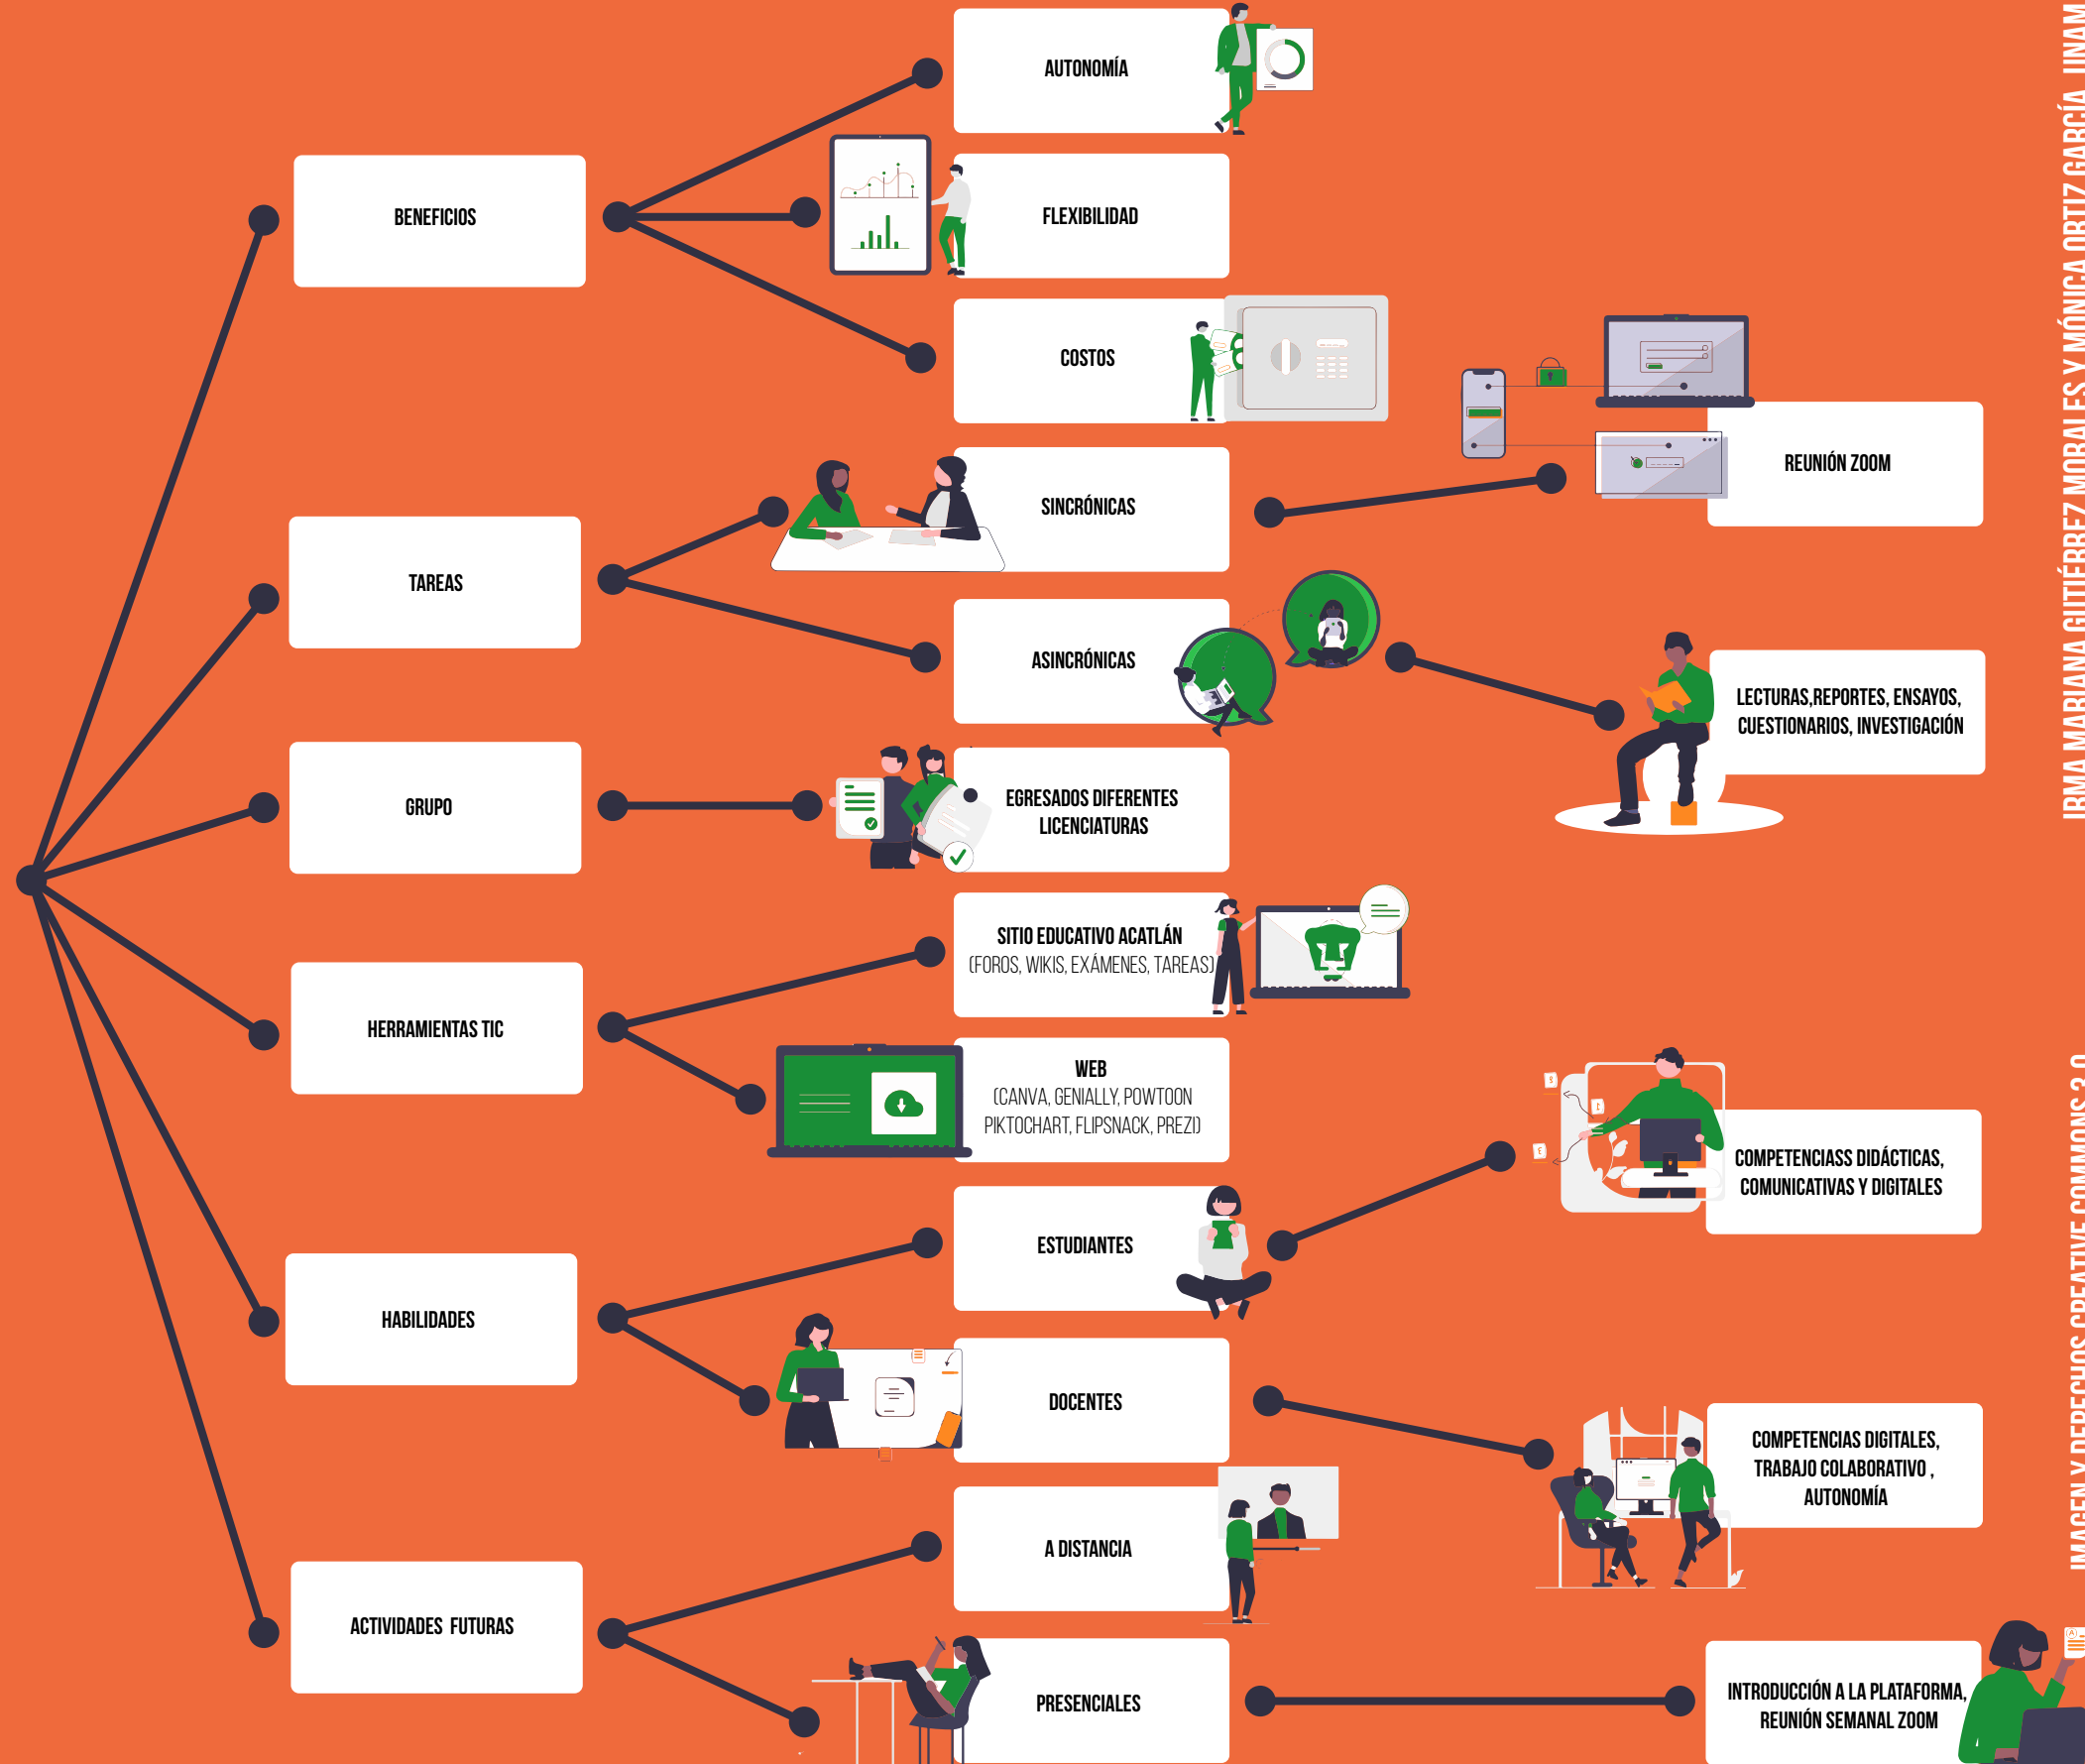 AUTONOMÍA
BENEFICIOS
FLEXIBILIDAD
COSTOS
REUNIÓN ZOOM
SINCRÓNICAS
TAREAS
ASINCRÓNICAS
LECTURAS,REPORTES, ENSAYOS,
CUESTIONARIOS, INVESTIGACIÓN
GRUPO
EGRESADOS DIFERENTES
LICENCIATURAS
SITIO EDUCATIVO ACATLÁN
(FOROS, WIKIS, EXÁMENES, TAREAS)
HERRAMIENTAS TIC
WEB
(CANVA, GENIALLY, POWTOON
PIKTOCHART, FLIPSNACK, PREZI)
COMPETENCIASS DIDÁCTICAS,
COMUNICATIVAS Y DIGITALES
ESTUDIANTES
HABILIDADES
DOCENTES
COMPETENCIAS DIGITALES,
TRABAJO COLABORATIVO ,
AUTONOMÍA
A DISTANCIA
ACTIVIDADES  FUTURAS
PRESENCIALES
INTRODUCCIÓN A LA PLATAFORMA,
REUNIÓN SEMANAL ZOOM
IRMA MARIANA GUTIÉRREZ MORALES Y MÓNICA ORTIZ GARCÍA  UNAM
IMAGEN Y DERECHOS CREATIVE COMMONS 3.0